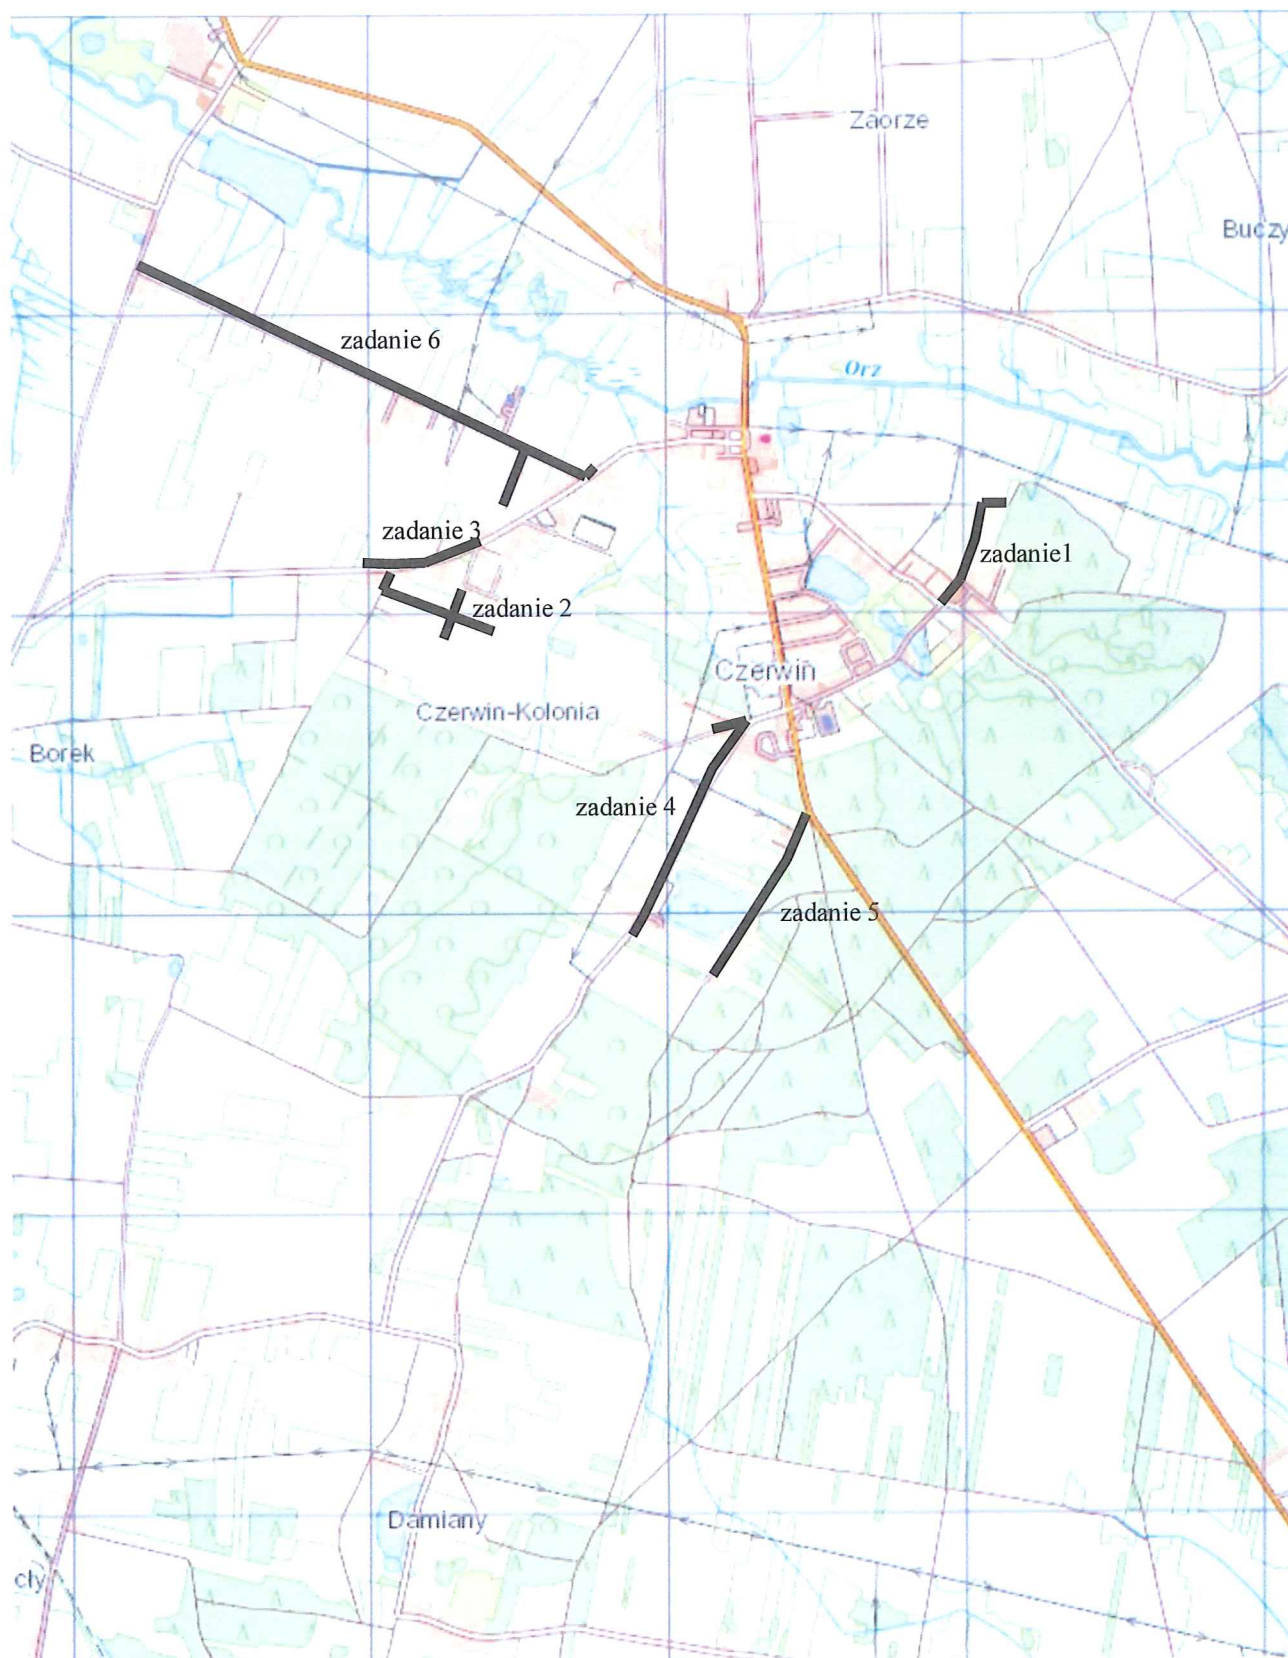 Zaorze
Buczy
zadanie 6
Orz
zadanie 3
zadanie1
zadanie 2
Czerwin
Czerwin-Kolonia
Borek
zadanie 4
zadanie 5
Damiany
cły